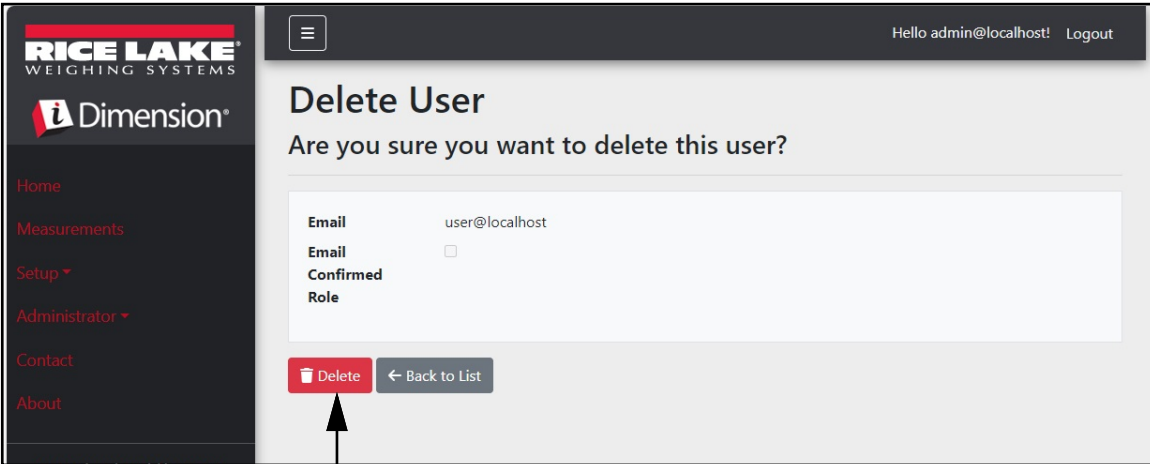 RICE LAKE®
WEIGHING SYSTEMS
i Dimension®
Home
Measurements
Setup
Administrator
Contact
About
Hello admin@localhost! Logout
Delete User
Are you sure you want to delete this user?
Email user@localhost
Email
Confirmed
Role
Delete Back to List